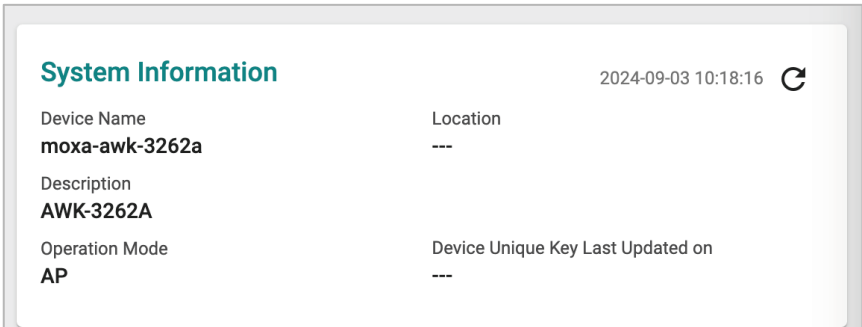 System Information
2024-09-03 10:18:16
Device Name
moxa-awk-3262a
Location
---
Description
AWK-3262A
Operation Mode
AP
Device Unique Key Last Updated on
---